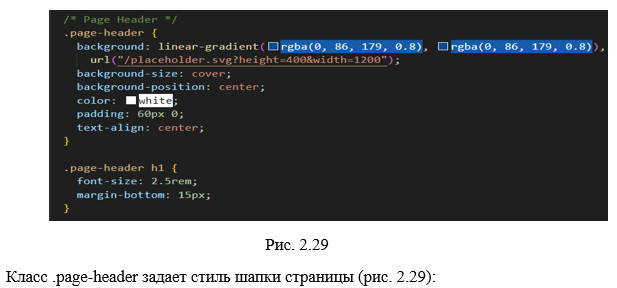 /* Page Header */
.page-header {
background: linear-gradient(rgba(0, 86, 179, 0.8), rgba(0, 86, 179, 0.8)),
url("/placeholder.svg?height=400&width=1200");
background-size: cover;
background-position: center;
color: white;
padding: 60px 0;
text-align: center;
}
.page-header h1 {
font-size: 2.5rem;
margin-bottom: 15px;
}
Рис. 2.29
Класс .page-header задает стиль шапки страницы (рис. 2.29):